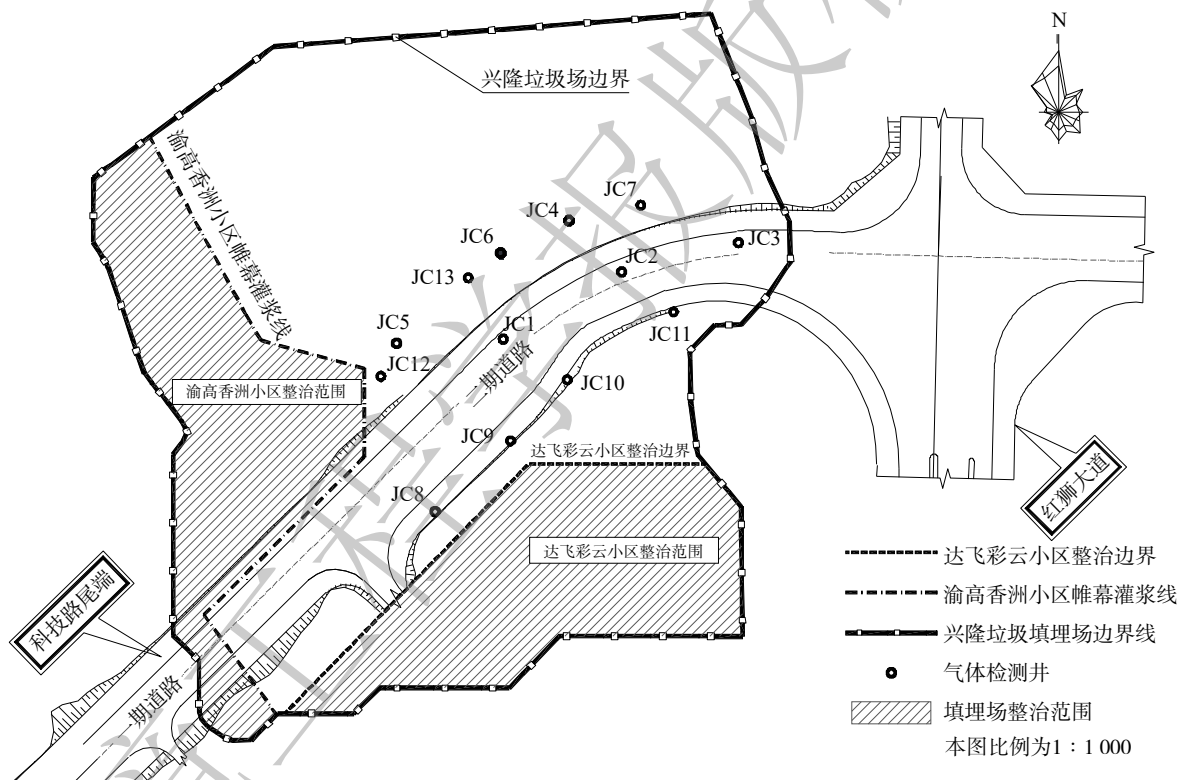 N
兴隆垃圾场边界
渝高香洲小区帷幕灌浆线
JC7
JC4
JC3
JC6
JC2
JC13
JC5
JC1
JC11
JC12
一期道路
JC10
渝高香洲小区整治范围
JC9
达飞彩云小区整治边界
JC8
红狮大道
达飞彩云小区整治范围
科技路尾端
一期道路
达飞彩云小区整治边界
渝高香洲小区帷幕灌浆线
兴隆垃圾填埋场边界线
气体检测井
填埋场整治范围
本图比例为1：1 000